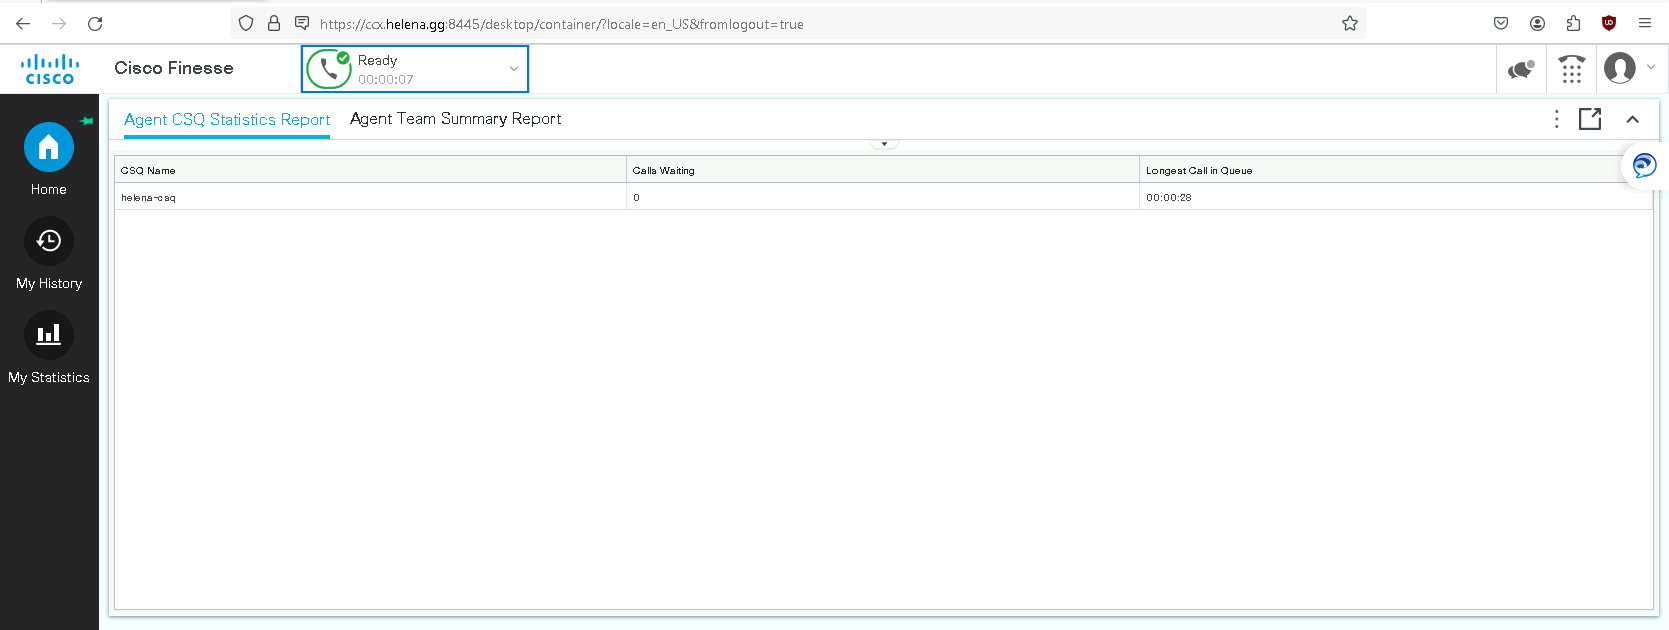 https://ccx.helena.gg:8445/desktop/container/?locale=en_US&fromlogout=true
CISCO
Cisco Finesse
Ready
00:00:07
Agent CSQ Statistics Report
Agent Team Summary Report
CSQ Name
Calls Waiting
Longest Call in Queue
helena-csq
0
00:00:28
Home
My History
My Statistics